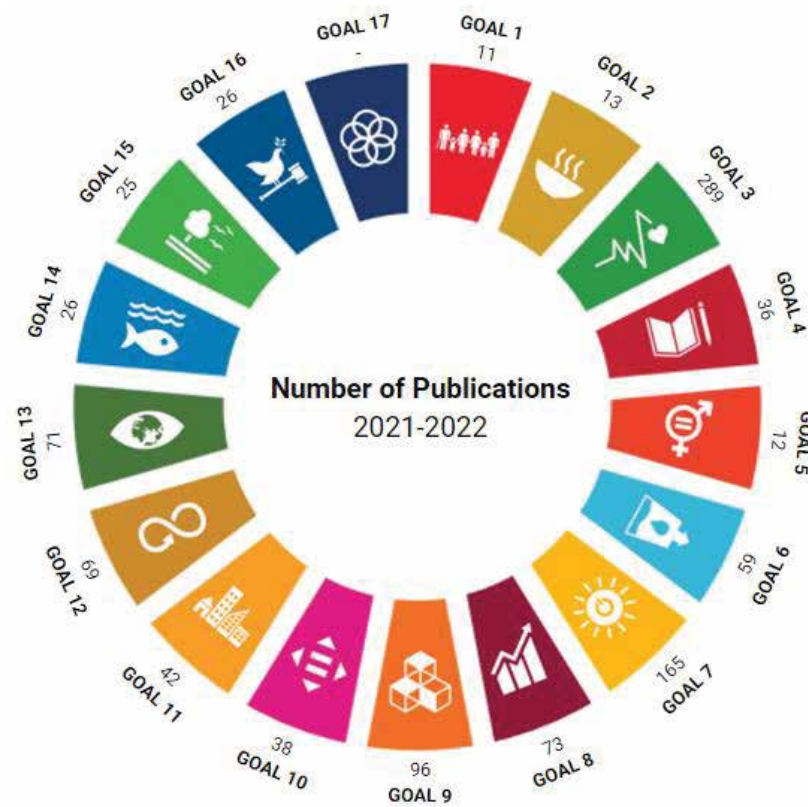 GOAL 1
11
GOAL 2
13
GOAL 3
289
GOAL 4
36
GOAL 5
12
GOAL 6
59
GOAL 7
165
GOAL 8
73
GOAL 9
96
GOAL 10
38
GOAL 11
42
GOAL 12
69
GOAL 13
71
GOAL 14
26
GOAL 15
25
GOAL 16
26
GOAL 17
-
Number of Publications
2021-2022